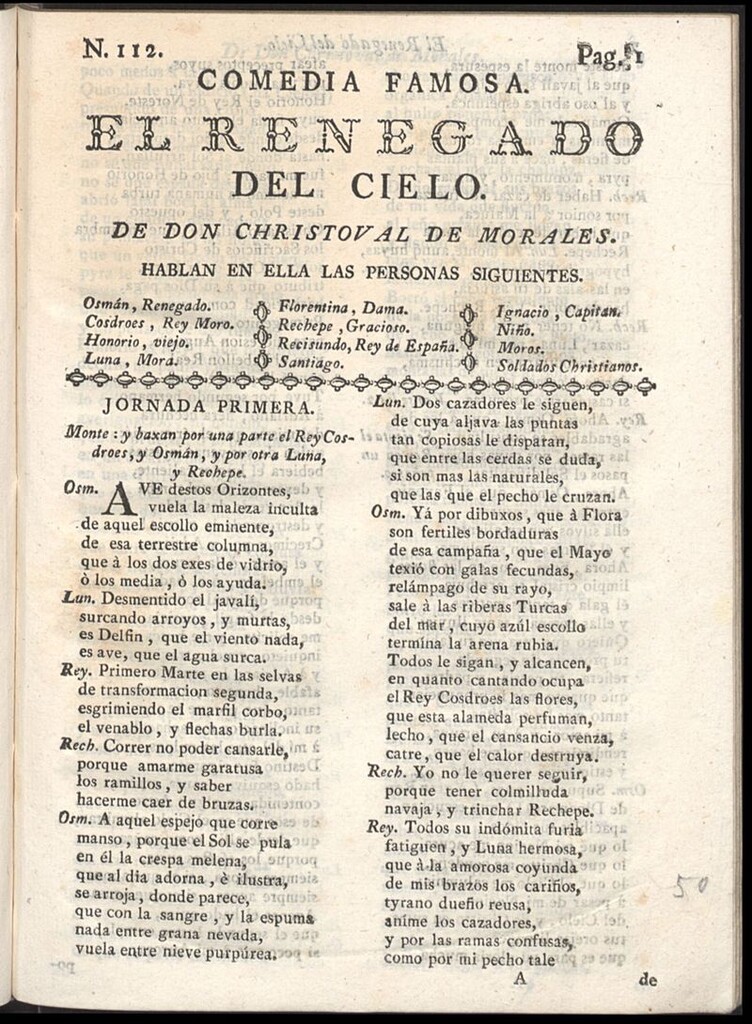 N. 112.
Pag. 1
COMEDIA FAMOSA.
EL RENEGADO
DEL CIELO.
DE DON CHRISTOVAL DE MORALES.
HABLAN EN ELLA LAS PERSONAS SIGUIENTES.
Osmán, Renegado.
Cosdroes, Rey Moro.
Honorio, viejo.
Luna, Mora.
Florentina, Dama.
Rechepe, Gracioso.
Recisundo, Rey de España.
Santiago.
Ignacio, Capitan.
Niño.
Moros.
Soldados Christianos.
JORNADA PRIMERA.
Monte: y baxan por una parte el Rey Cos-
droes, y Osmán, y por otra Luna,
y Rechepe.
Osm. AVE destos Orizontes,
vuela la maleza inculta
de aquel escollo eminente,
de esa terrestre columna,
que à los dos exes de vidrio,
ò los media, ò los ayuda.
Lun. Desmentido el javalí,
surcando arroyos, y murtas,
es Delfin, que el viento nada,
es ave, que el agua surca.
Rey. Primero Marte en las selvas
de transformacion segunda,
esgrimiendo el marfil corbo,
el venablo, y flechas burla.
Rech. Correr no poder cansarle,
porque amarme garatusa
los ramillos, y saber
hacerme caer de bruzas.
Osm. A aquel espejo que corre
manso, porque el Sol se pula
en él la crespa melena,
que al dia adorna, è ilustra,
se arroja, donde parece,
que con la sangre, y la espuma
nada entre grana nevada,
vuela entre nieve purpúrea.
Lun. Dos cazadores le siguen,
de cuya aljava las puntas
tan copiosas le disparan,
que entre las cerdas se duda,
si son mas las naturales,
que las que el pecho le cruzan.
Osm. Yá por dibuxos, que à Flora
son fertiles bordaduras
de esa campaña, que el Mayo
texió con galas fecundas,
relámpago de su rayo,
sale à las riberas Turcas
del mar, cuyo azúl escollo
termina la arena rubia.
Todos le sigan, y alcancen,
en quanto cantando ocupa
el Rey Cosdroes las flores,
que esta alameda perfuman,
lecho, que el cansancio venza,
catre, que el calor destruya.
Rech. Yo no le querer seguir,
porque tener colmilluda
navaja, y trinchar Rechepe.
Rey. Todos su indómita furia
fatiguen, y Luna hermosa,
que à la amorosa coyunda
de mis brazos los cariños,
tyrano dueño reusa,
anime los cazadores,
y por las ramas confusas,
como por mi pecho tale
A
de
50